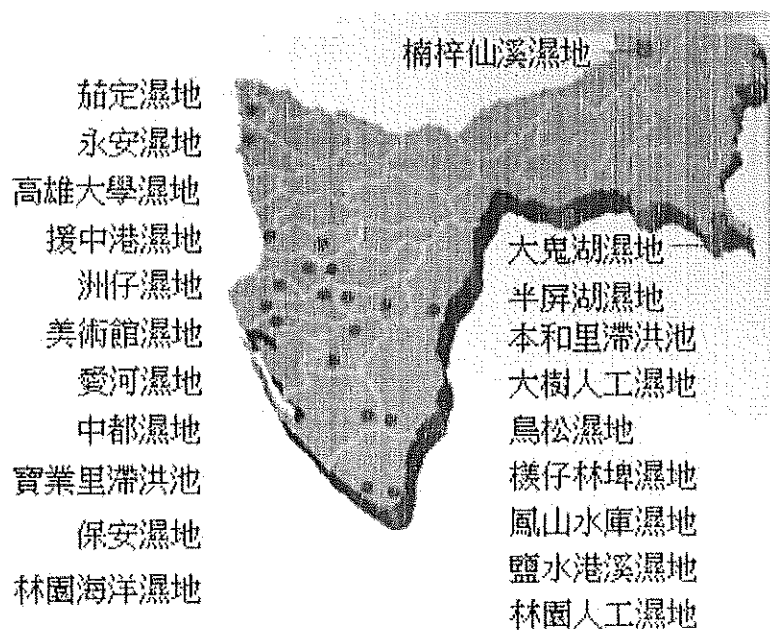 楠梓仙溪濕地
茄定濕地
永安濕地
高雄大學濕地
援中港濕地
洲仔濕地
美術館濕地
愛河濕地
中都濕地
寶業里滯洪池
保安濕地
林園海洋濕地
大鬼湖濕地
半屏湖濕地
本和里滯洪池
大樹人工濕地
鳥松濕地
檨仔林埤濕地
鳳山水庫濕地
鹽水港溪濕地
林園人工濕地